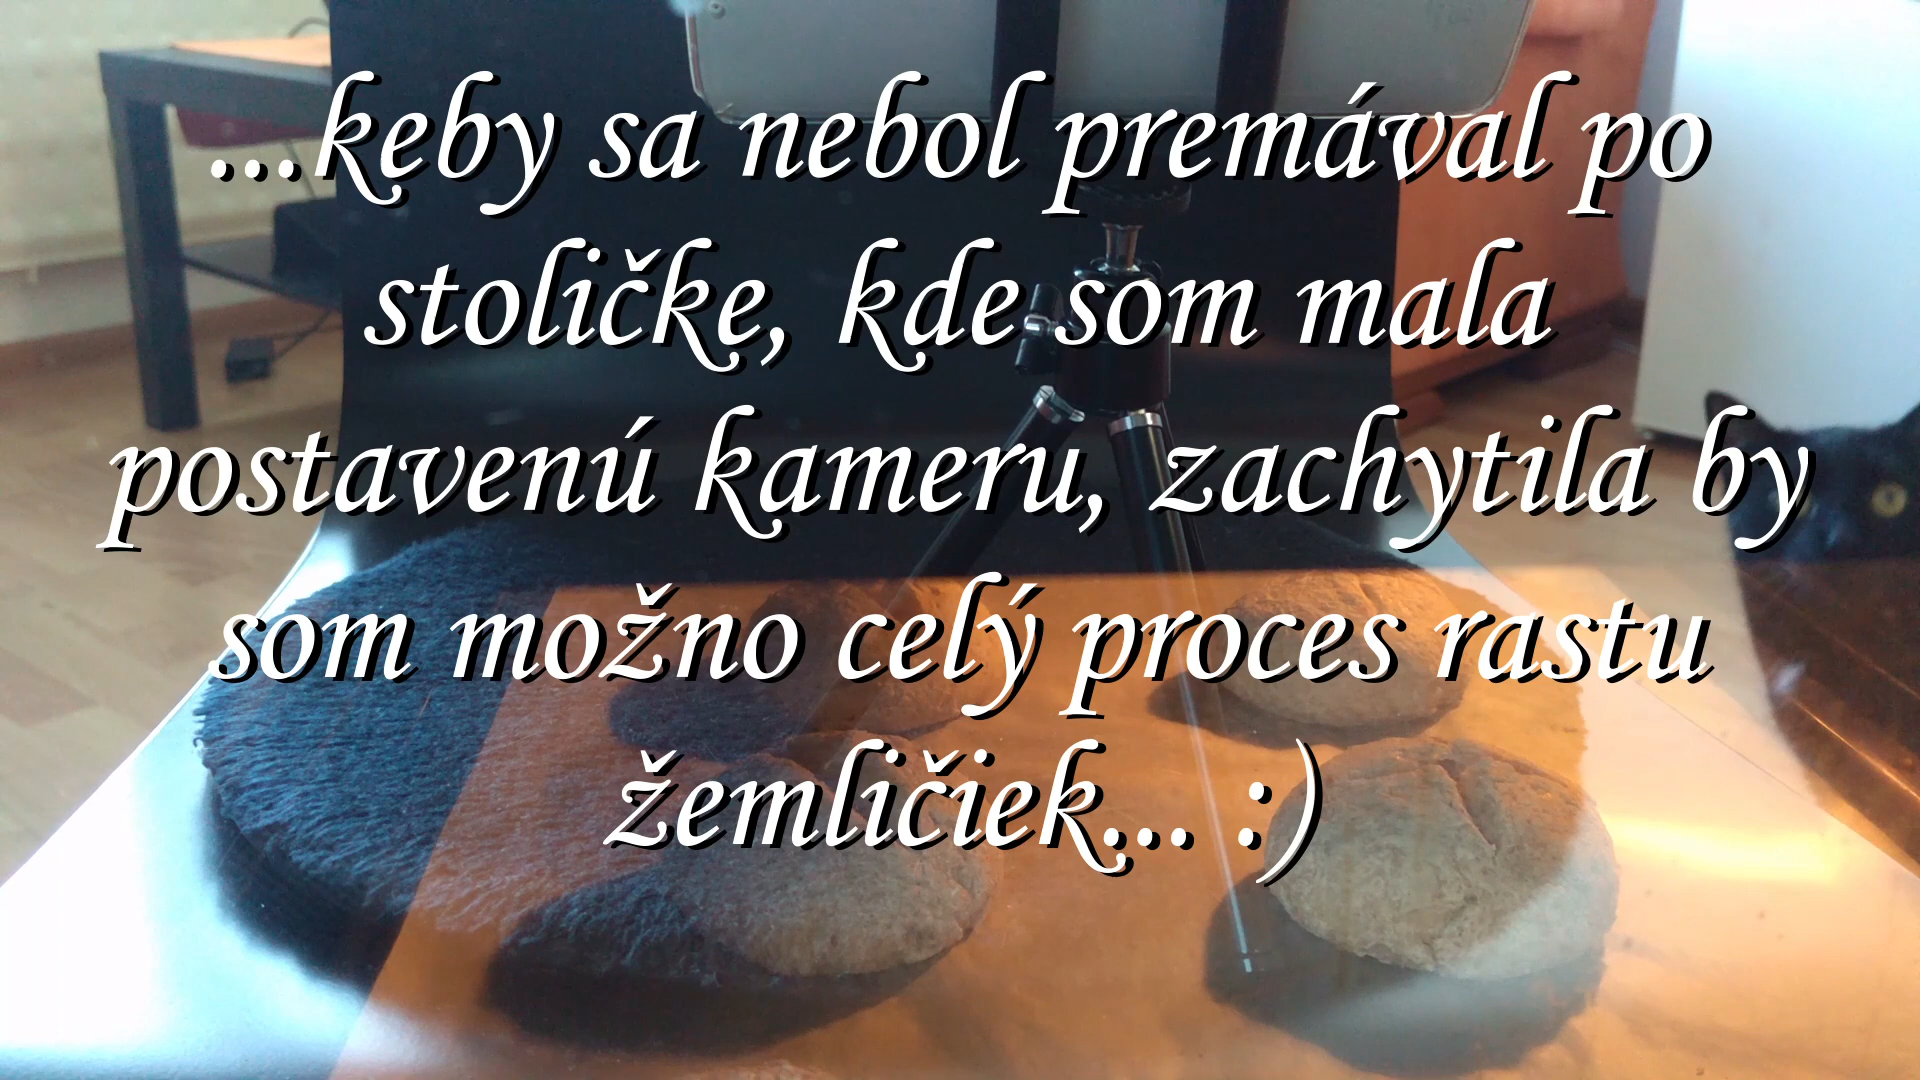 ...keby sa nebol premával po
stoličke, kde som mala
postavenú kameru, zachytila by
som možno celý proces rastu
žemličiek... :)